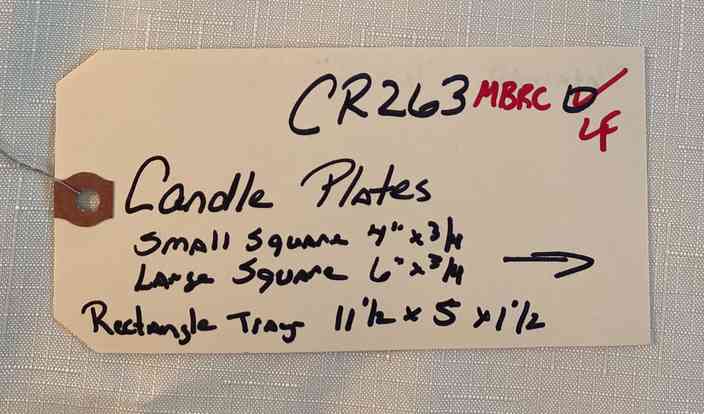 CR263 MBRC D
LF
Candle Plates
Small Square 4" x 3/4
Large Square 6" x 3/4
Rectangle Tray 11 1/2 x 5 x 1 1/2